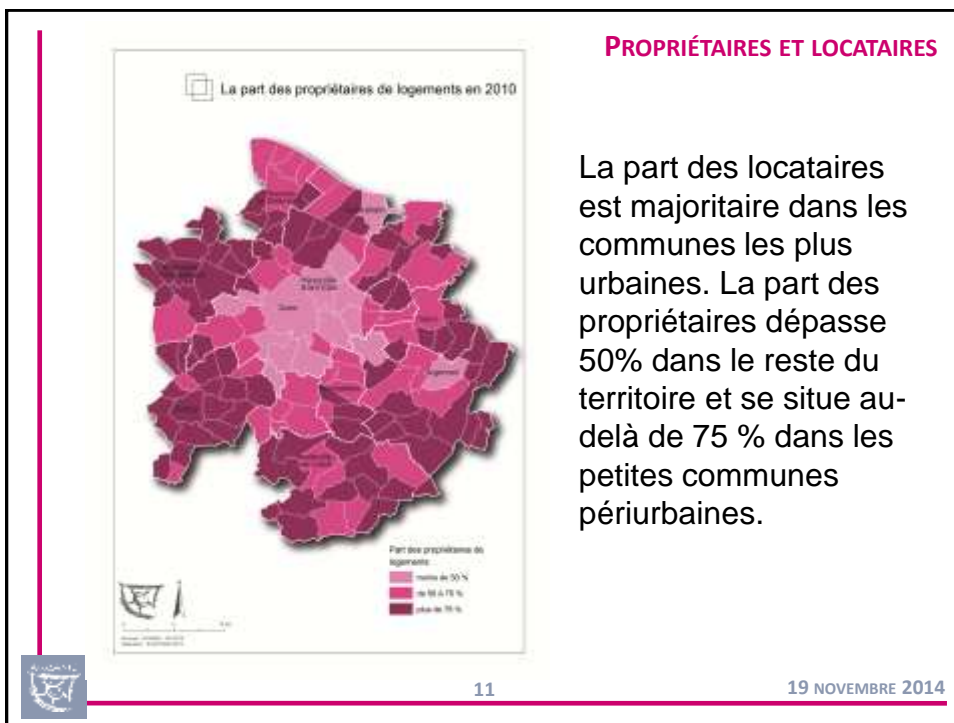 PROPRIÉTAIRES ET LOCATAIRES
La part des propriétaires de logements en 2010
La part des locataires
est majoritaire dans les
communes les plus
urbaines. La part des
propriétaires dépasse
50% dans le reste du
territoire et se situe au-
delà de 75 % dans les
petites communes
périurbaines.
Part des propriétaires de
logements
moins de 50 %
de 50 à 75 %
plus de 75 %
11
19 NOVEMBRE 2014